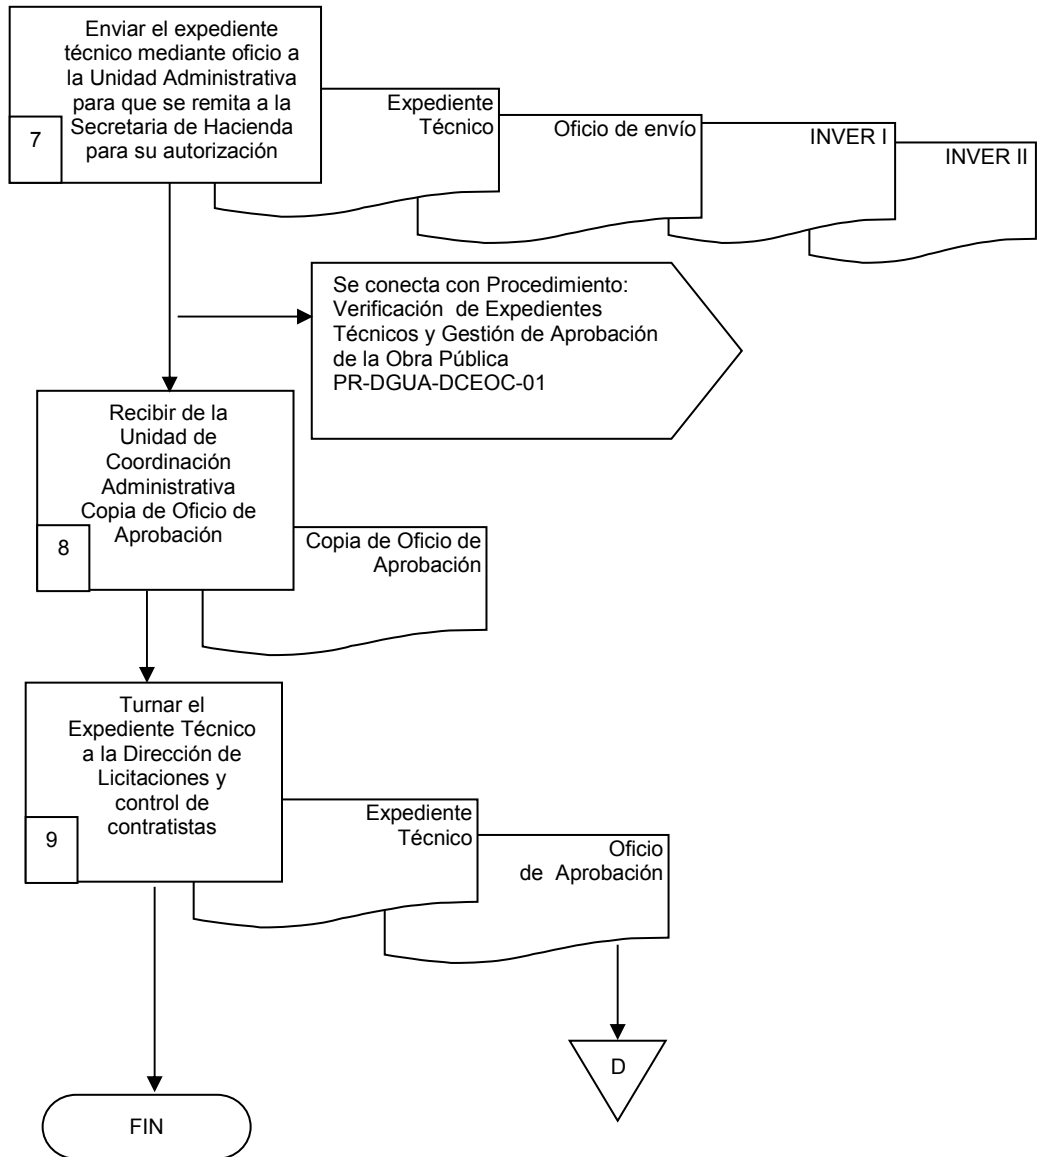 Enviar el expediente
técnico mediante oficio a
la Unidad Administrativa
para que se remita a la
Secretaria de Hacienda
para su autorización
7
Expediente
Técnico
Oficio de envío
INVER I
INVER II
Se conecta con Procedimiento:
Verificación de Expedientes
Técnicos y Gestión de Aprobación
de la Obra Pública
PR-DGUA-DCEOC-01
Recibir de la
Unidad de
Coordinación
Administrativa
Copia de Oficio de
Aprobación
8
Copia de Oficio de
Aprobación
Turnar el
Expediente Técnico
a la Dirección de
Licitaciones y
control de
contratistas
9
Expediente
Técnico
Oficio
de Aprobación
D
FIN